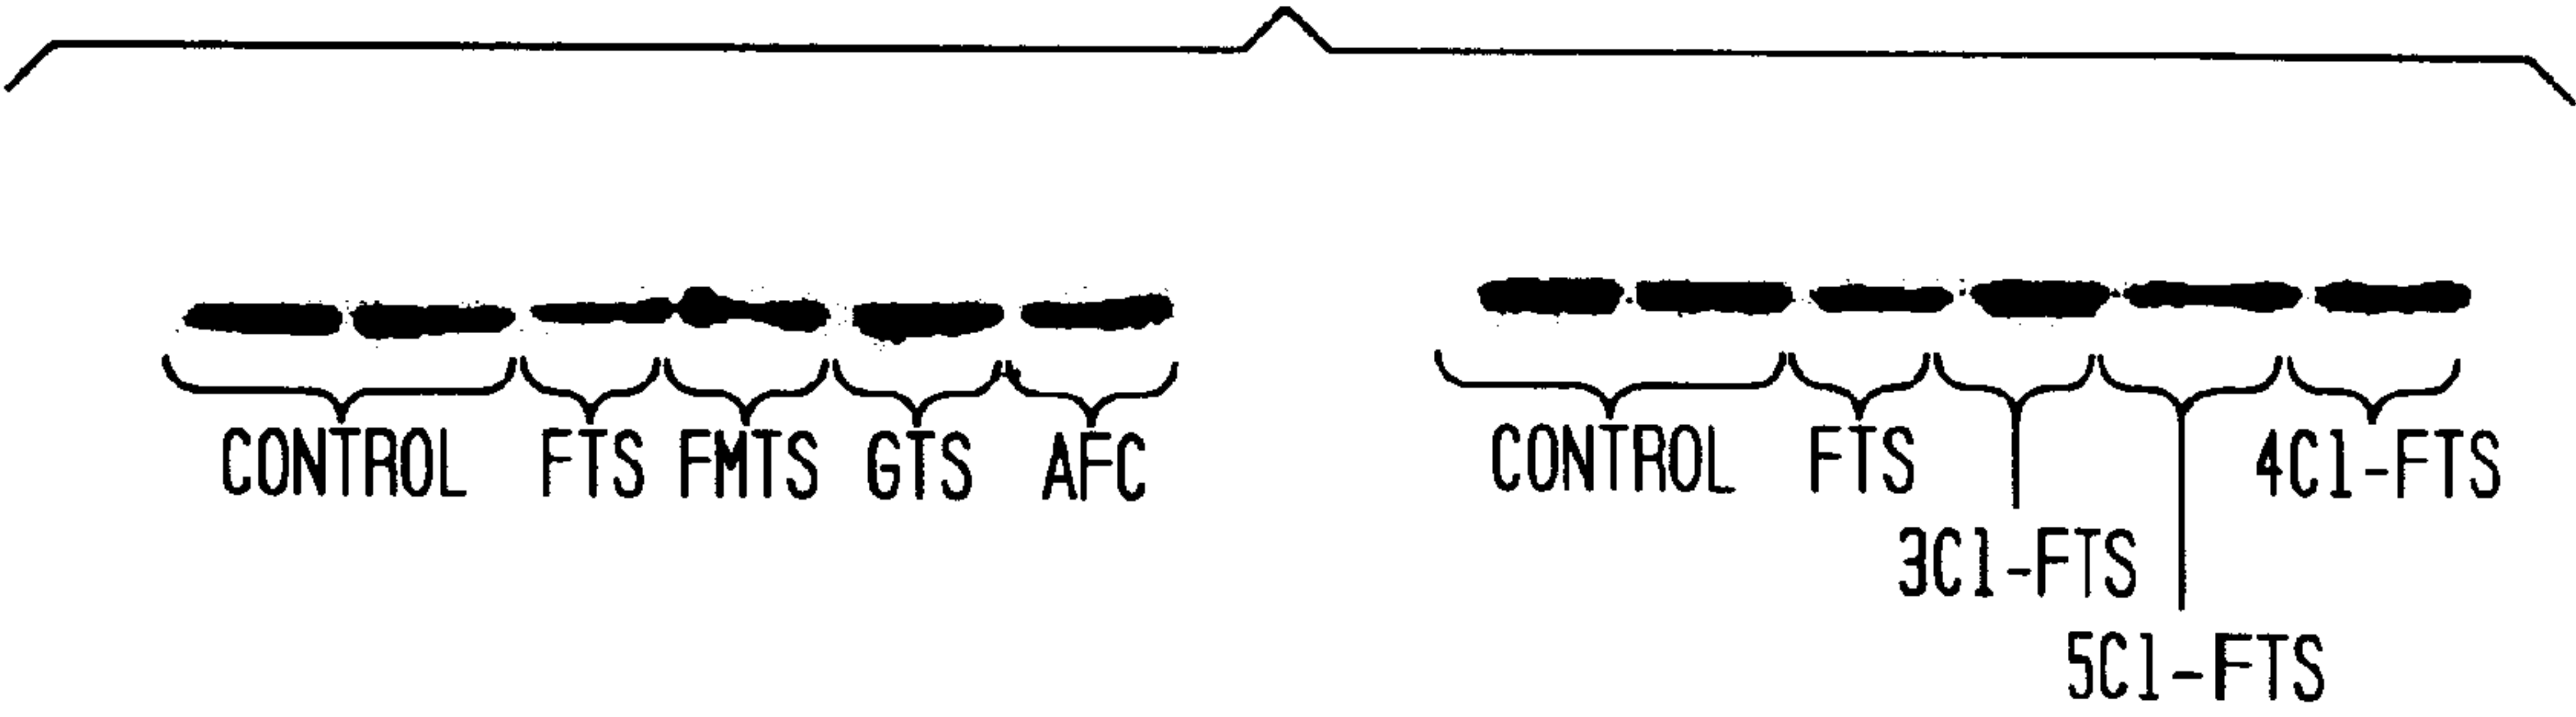 CONTROL FTS FMTS GTS AFC CONTROL FTS 4Cl-FTS
3Cl-FTS
5Cl-FTS